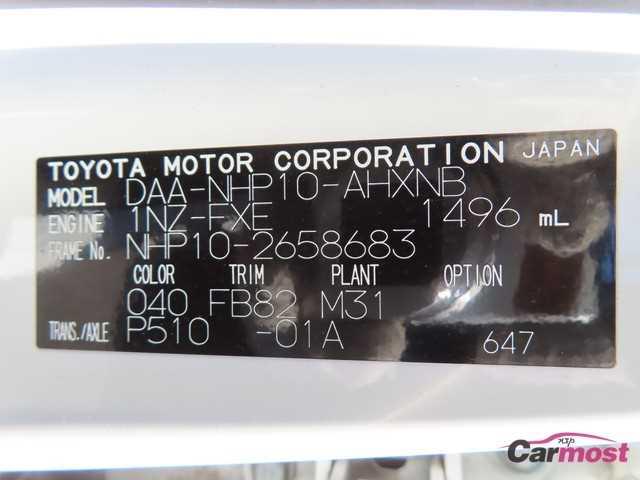 TOYOTA MOTOR CORPORATION JAPAN
MODEL DAA-NHP10-AHXNB
ENGINE 1NZ-FXE 1496 mL
FRAME No. NHP10-2658683
COLOR TRIM PLANT OPTION
040 FB82 M31
TRANS./AXLE P510 -01A 647
Carmost